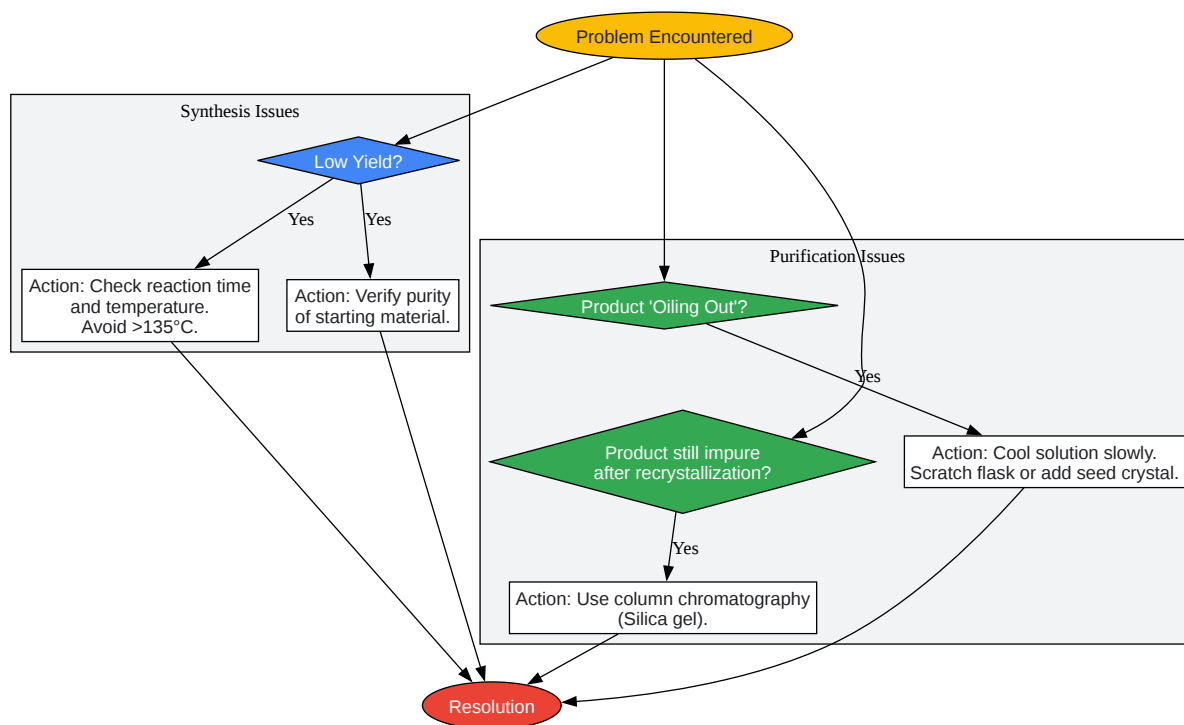 Problem Encountered
Synthesis Issues
Low Yield?
Yes
Yes
Action: Check reaction time
and temperature.
Avoid >135°C.
Action: Verify purity
of starting material.
Purification Issues
Product 'Oiling Out'?
Yes
Product still impure
after recrystallization?
Action: Cool solution slowly.
Scratch flask or add seed crystal.
Yes
Action: Use column chromatography
(Silica gel).
Resolution